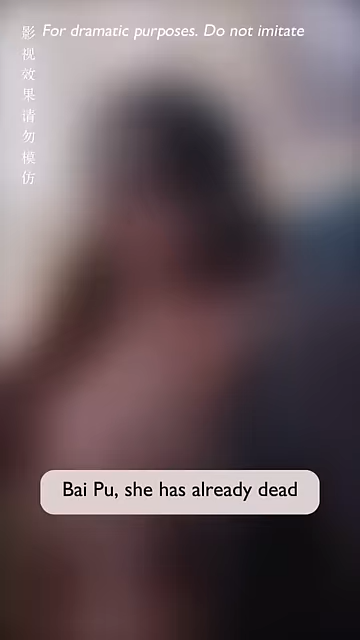 For dramatic purposes. Do not imitate
影视效果请勿模仿
Bai Pu, she has already dead